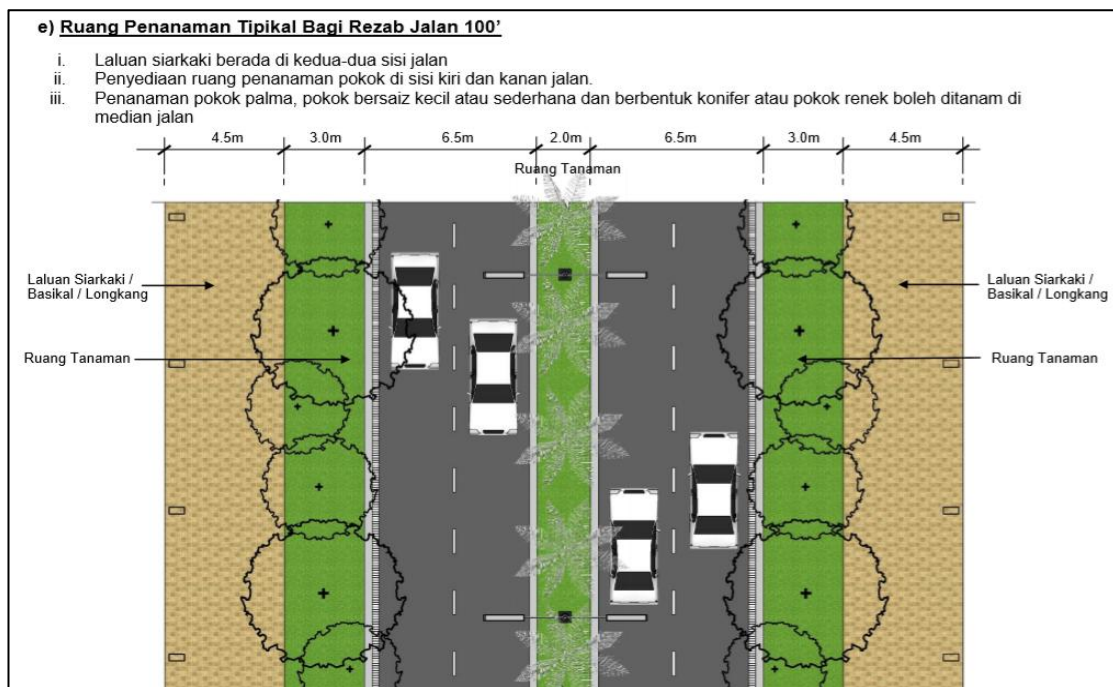 e) Ruang Penanaman Tipikal Bagi Rezab Jalan 100’
i. Laluan siarkaki berada di kedua-dua sisi jalan
ii. Penyediaan ruang penanaman pokok di sisi kiri dan kanan jalan.
iii. Penanaman pokok palma, pokok bersaiz kecil atau sederhana dan berbentuk konifer atau pokok renek boleh ditanam di
median jalan
4.5m 3.0m 6.5m 2.0m 6.5m 3.0m 4.5m
Ruang Tanaman
Laluan Siarkaki /
Basikal / Longkang
Laluan Siarkaki /
Basikal / Longkang
Ruang Tanaman
Ruang Tanaman